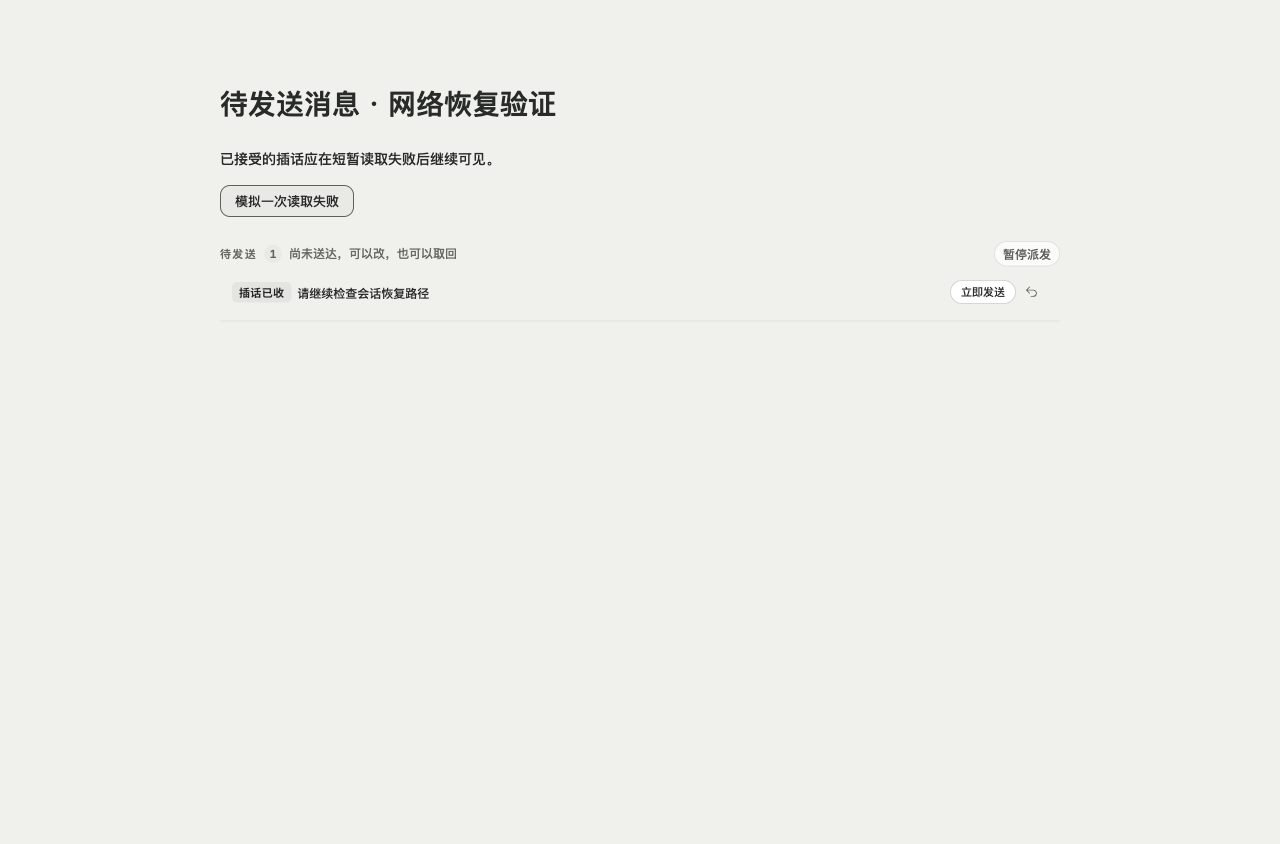 待发送消息 · 网络恢复验证
已接受的插话应在短暂读取失败后继续可见。
模拟一次读取失败
待发送 1 尚未送达，可以改，也可以取回 暂停派发
插话已收 请继续检查会话恢复路径 立即发送